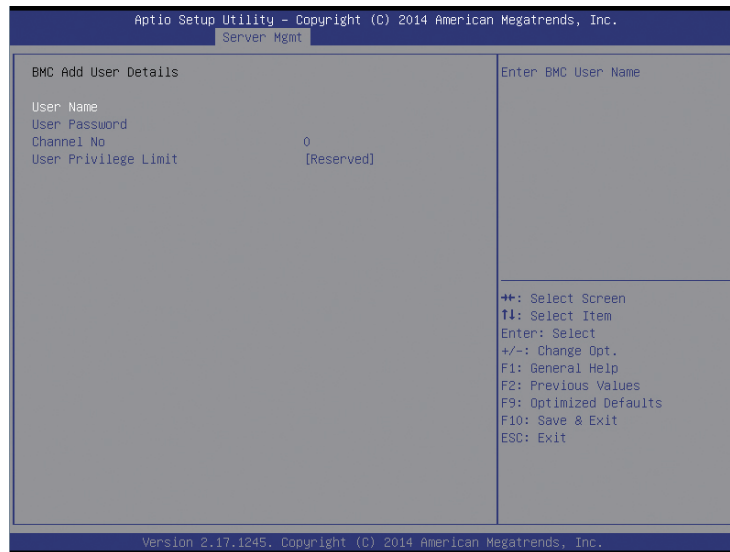 Aptio Setup Utility – Copyright (C) 2014 American Megatrends, Inc.
Server Mgmt
BMC Add User Details
User Name
User Password
Channel No 0
User Privilege Limit [Reserved]
Enter BMC User Name
→←: Select Screen
↑↓: Select Item
Enter: Select
+/-: Change Opt.
F1: General Help
F2: Previous Values
F9: Optimized Defaults
F10: Save & Exit
ESC: Exit
Version 2.17.1245. Copyright (C) 2014 American Megatrends, Inc.